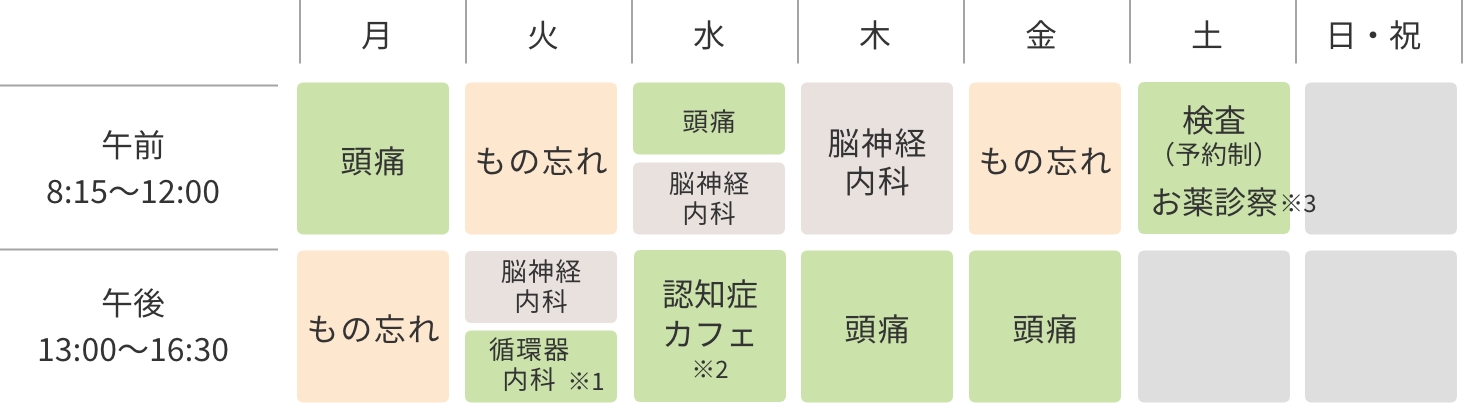 月 火 水 木 金 土 日・祝
午前
8:15〜12:00
頭痛
もの忘れ
頭痛
脳神経
内科
脳神経
内科
もの忘れ
検査
（予約制）
お薬診察※3
午後
13:00〜16:30
もの忘れ
脳神経
内科
循環器
内科 ※1
認知症
カフェ
※2
頭痛
頭痛